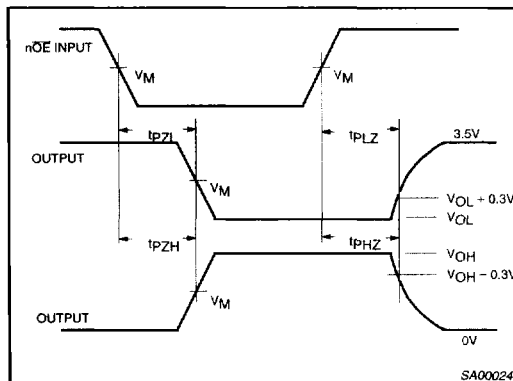 nOE INPUT
VM
VM
tPZL
tPLZ
3.5V
OUTPUT
VM
VOL + 0.3V
VOL
tPZH
tPHZ
VOH
VOH – 0.3V
VM
OUTPUT
0V
SA00024